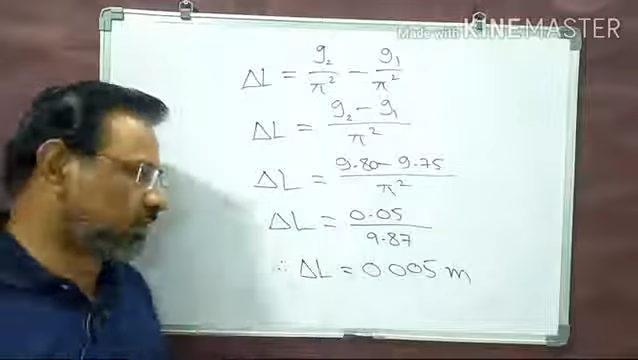 Made with KINEMASTER
ΔL = g₂/π² − g₁/π²
ΔL = g₂ − g₁/π²
ΔL = 9.80 − 9.75/π²
ΔL = 0.05/9.87
∴ ΔL = 0.005 m